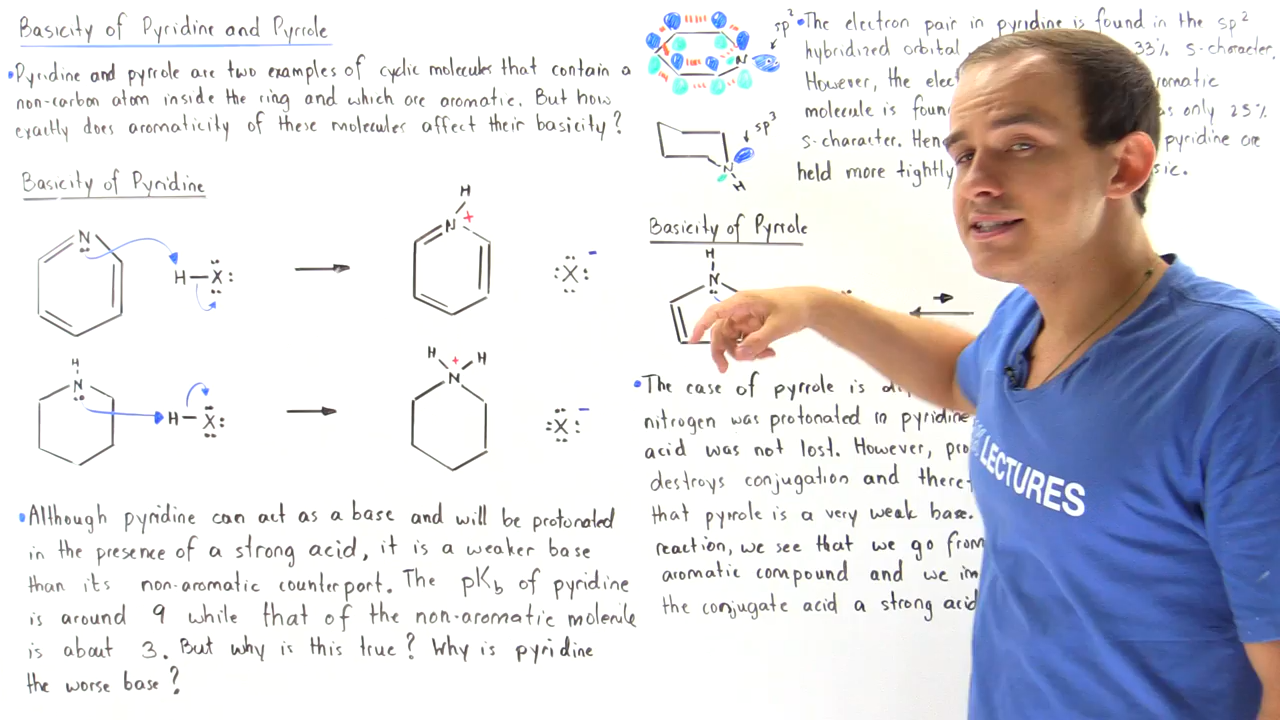 Basicity of Pyridine and Pyrrole
•Pyridine and pyrrole are two examples of cyclic molecules that contain a
non-carbon atom inside the ring and which are aromatic. But how
exactly does aromaticity of these molecules affect their basicity?
Basicity of Pyridine
N
H–X:
H
N
+
:X:
-
H
N
H–X:
H
H
+
N
:X:
-
•Although pyridine can act as a base and will be protonated
in the presence of a strong acid, it is a weaker base
than its non-aromatic counterpart. The pKb of pyridine
is around 9 while that of the non-aromatic molecule
is about 3. But why is this true? Why is pyridine
the worse base?
sp²
N
sp³
N
H
•The electron pair in pyridine is found in the sp²
hybridized orbital 33% s-character.
However, the
molecule is only 25%
s-character. pyridine are
held more tightly
Basicity of Pyrrole
H
N
•The case of pyrrole is
nitrogen was protonated in pyridine
acid was not lost. However,
destroys conjugation and
that pyrrole is a very weak base.
reaction, we see that we go from
aromatic compound and we
the conjugate acid a strong acid
LECTURES